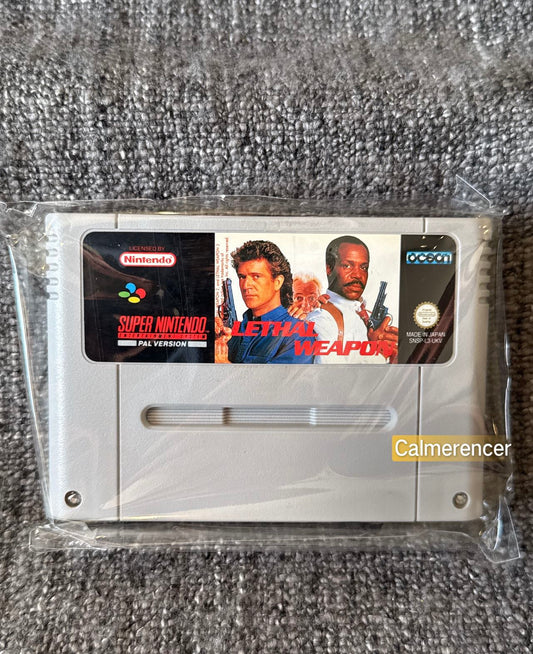 LICENSED BY
Nintendo
SUPER NINTENDO
ENTERTAINMENT SYSTEM
PAL VERSION
LETHAL
WEAPON
ocean
MADE IN JAPAN
SNSP-L3-UKV
Calmerencer